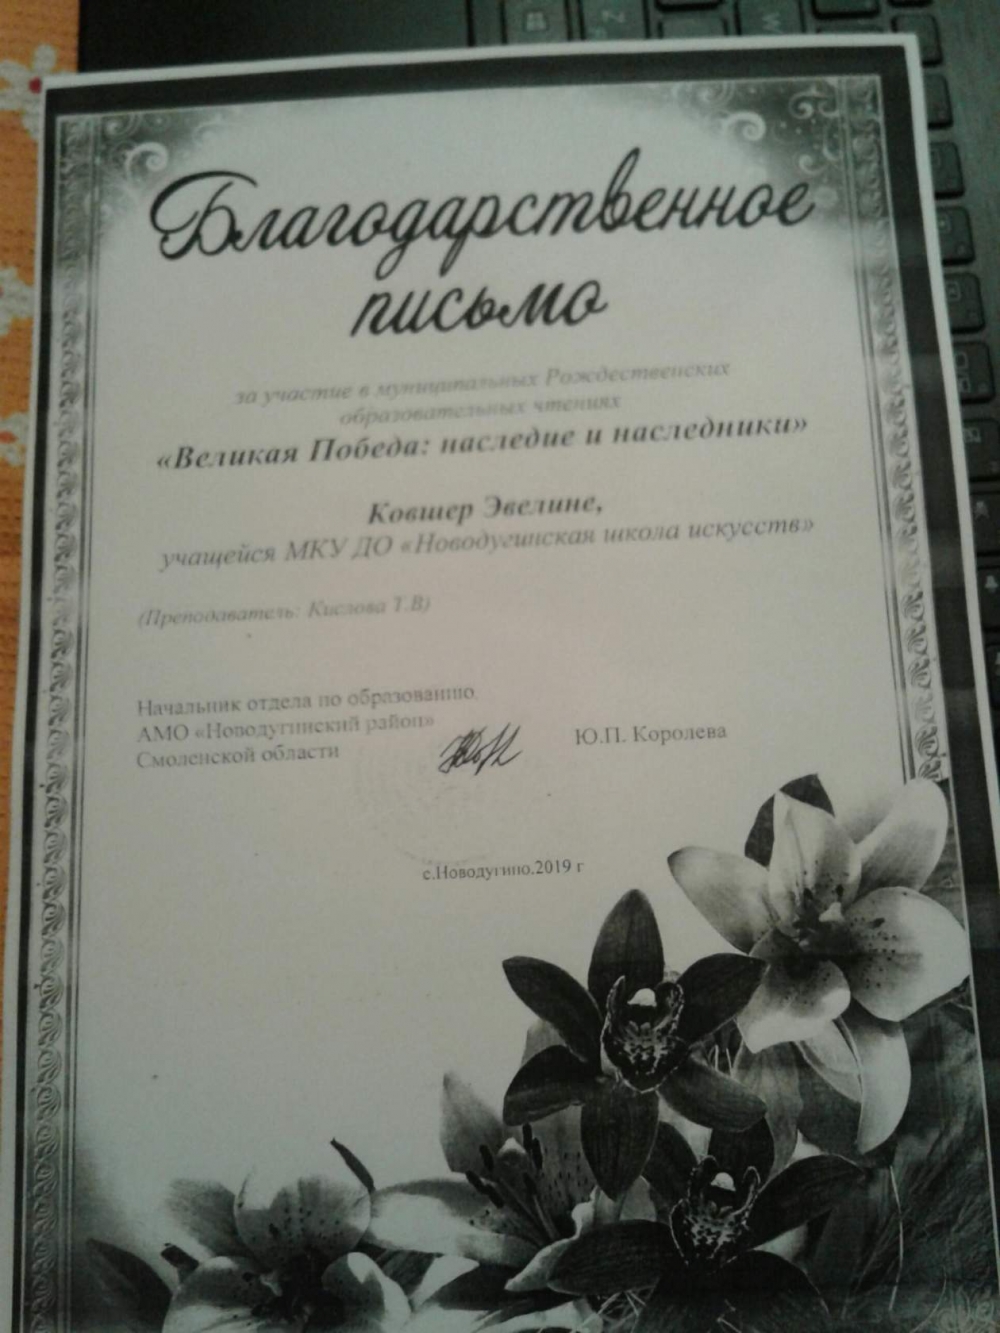 Благодарственное
письмо
за участие в муниципальных Рождественских
образовательных чтениях
«Великая Победа: наследие и наследники»
Ковшер Эвелине,
учащейся МКУ ДО «Новодугинская школа искусств»
(Преподаватель: Кислова Т.В)
Начальник отдела по образованию
АМО «Новодугинский район»
Смоленской области
Ю.П. Королева
с.Новодугино.2019 г